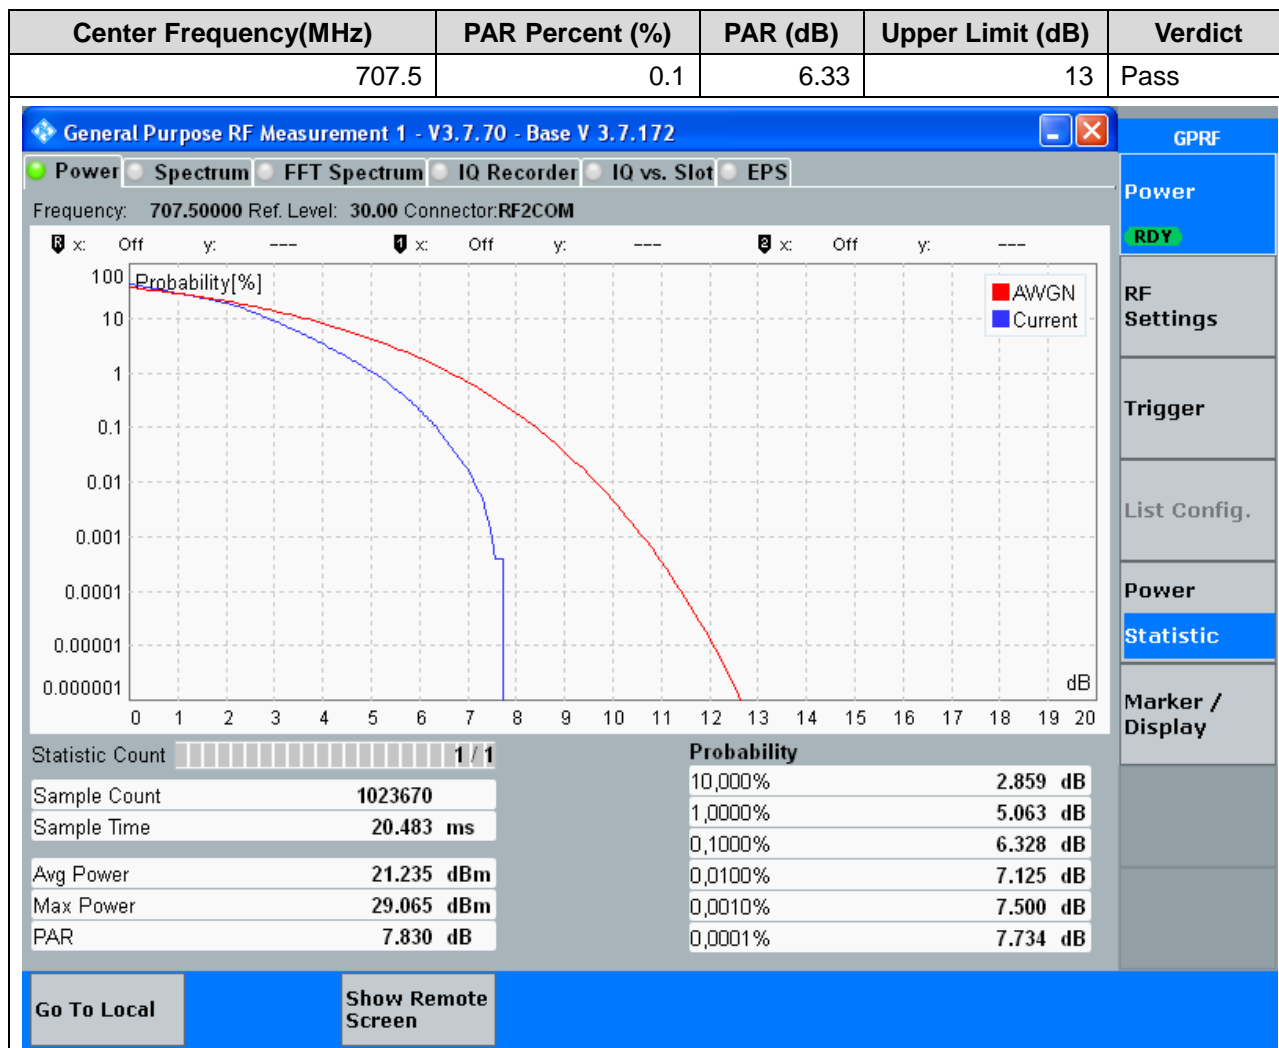 Center Frequency(MHz) PAR Percent (%) PAR (dB) Upper Limit (dB) Verdict
707.5 0.1 6.33 13 Pass
General Purpose RF Measurement 1 - V3.7.70 - Base V 3.7.172
GPRF
Power Spectrum FFT Spectrum IQ Recorder IQ vs. Slot EPS
Frequency: 707.50000 Ref. Level: 30.00 Connector:RF2COM
R x: Off y: --- 1 x: Off y: --- 2 x: Off y: ---
Probability[%]
100
10
1
0.1
0.01
0.001
0.0001
0.00001
0.000001
AWGN
Current
dB
0 1 2 3 4 5 6 7 8 9 10 11 12 13 14 15 16 17 18 19 20
Statistic Count 1 / 1
Sample Count 1023670
Sample Time 20.483 ms
Avg Power 21.235 dBm
Max Power 29.065 dBm
PAR 7.830 dB
Probability
10,000% 2.859 dB
1,0000% 5.063 dB
0,1000% 6.328 dB
0,0100% 7.125 dB
0,0010% 7.500 dB
0,0001% 7.734 dB
Power
RDY
RF
Settings
Trigger
List Config.
Power
Statistic
Marker /
Display
Go To Local
Show Remote
Screen